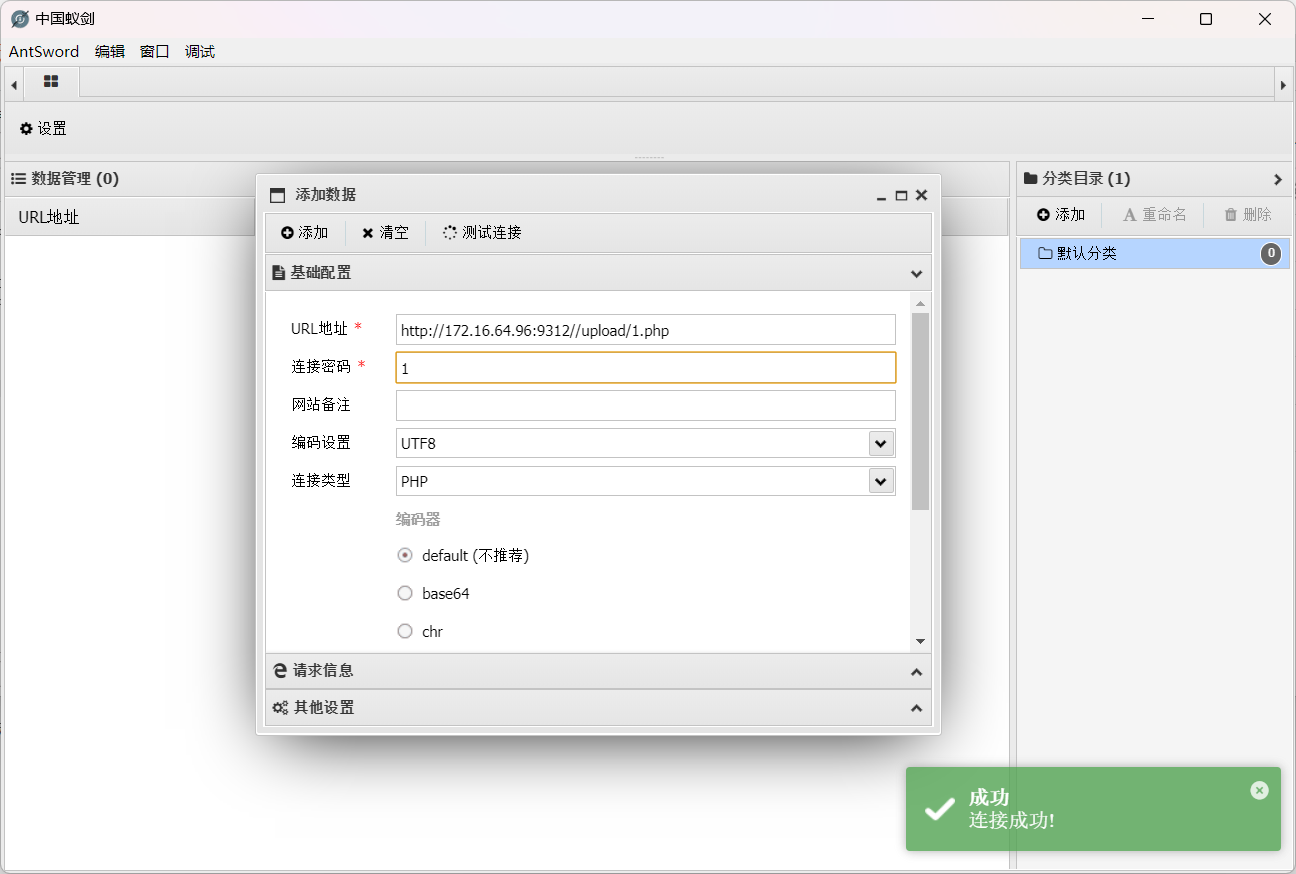 中国蚁剑
AntSword 编辑 窗口 调试
设置
数据管理 (0)
URL地址
分类目录 (1)
添加 重命名 删除
默认分类 0
添加数据
添加 清空 测试连接
基础配置
URL地址 * http://172.16.64.96:9312//upload/1.php
连接密码 * 1
网站备注
编码设置 UTF8
连接类型 PHP
编码器
default (不推荐)
base64
chr
请求信息
其他设置
成功
连接成功!